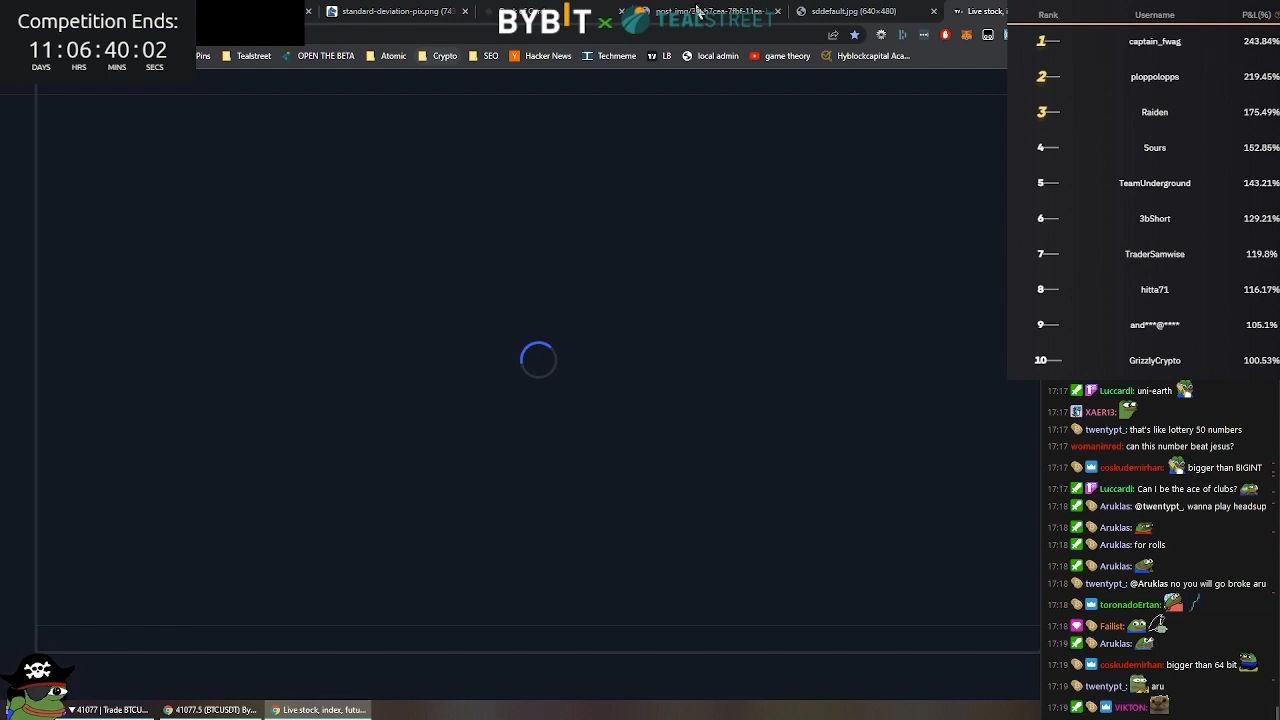 Competition Ends:
11:06:40:02
DAYS HRS MINS SECS
standard-deviation-px.png (743
BYBIT x TEALSTREET
sddefault.jpg (640×480)
Live stock,
Pins Tealstreet OPEN THE BETA Atomic Crypto SEO Hacker News Techmeme LB local admin game theory Hyblockcapital Aca...
Rank Username P&L(%)
1 captain_fwag 243.84%
2 ploppolopps 219.45%
3 Raiden 175.49%
4 Sours 152.85%
5 TeamUnderground 143.21%
6 3bShort 129.21%
7 TraderSamwise 119.8%
8 hitta71 116.17%
9 and***@**** 105.1%
10 GrizzlyCrypto 100.53%
17:17 Luccardl: uni-earth
17:17 XAER13:
17:17 twentypt_: that's like lottery 50 numbers
17:17 womaninred: can this number beat jesus?
17:17 coskudemirhan: bigger than BIGINT
17:17 Luccardl: Can I be the ace of clubs?
17:18 Aruklas: @twentypt_ wanna play headsup
17:18 Aruklas:
17:18 Aruklas: for rolls
17:18 Aruklas:
17:18 twentypt_: @Aruklas no you will go broke aru
17:18 toronadoErtan:
17:18 Failist:
17:19 Aruklas:
17:19 coskudemirhan: bigger than 64 bit
17:19 twentypt_: aru
17:19 VIKTON:
41077 | Trade BTCU... 41077.5 (BTCUSDT) By... Live stock, index, futu...